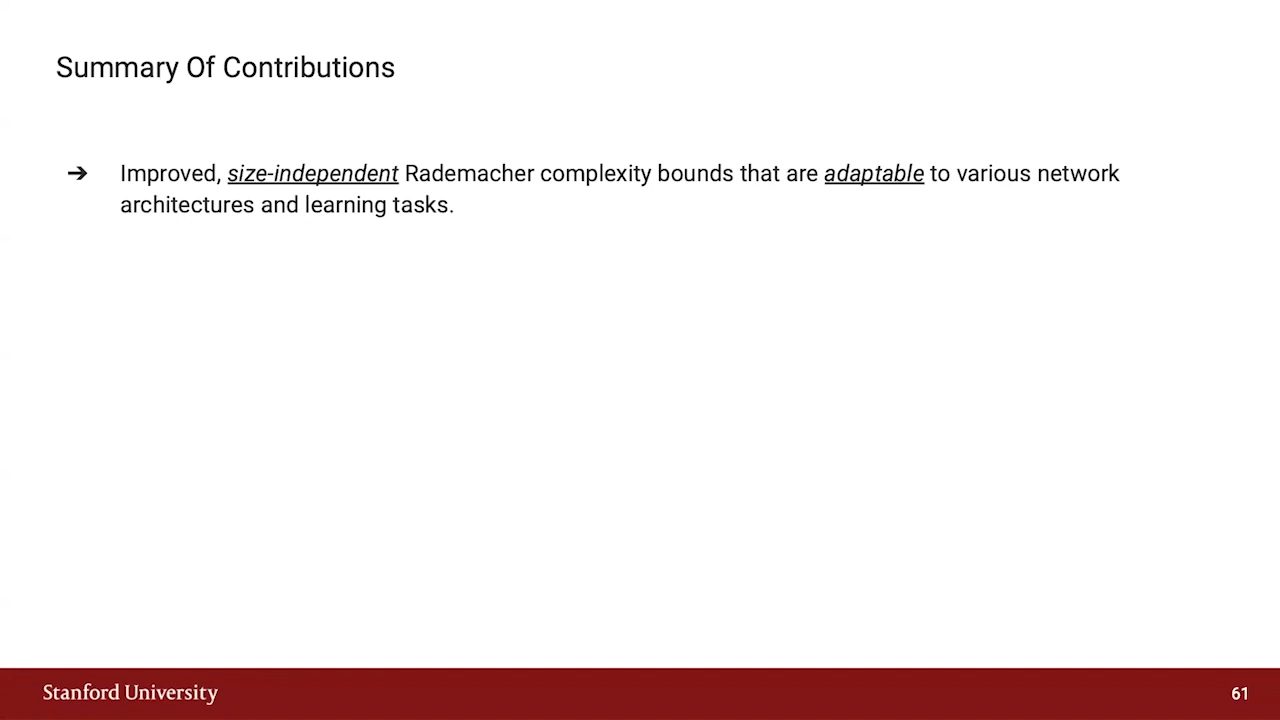 Summary Of Contributions
➔ Improved, size-independent Rademacher complexity bounds that are adaptable to various network
architectures and learning tasks.
Stanford University
61